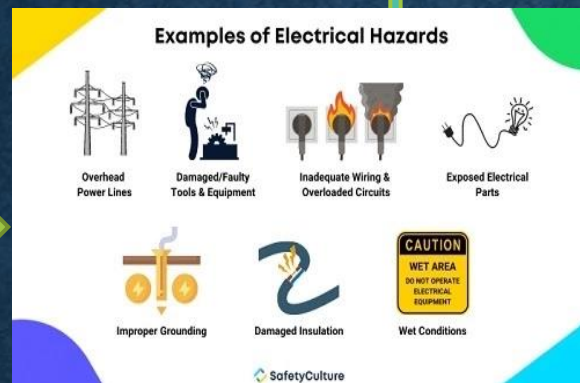 Examples of Electrical Hazards
Overhead
Power Lines
Damaged/Faulty
Tools & Equipment
Inadequate Wiring &
Overloaded Circuits
Exposed Electrical
Parts
Improper Grounding
Damaged Insulation
CAUTION
WET AREA
DO NOT OPERATE
ELECTRICAL
EQUIPMENT
Wet Conditions
SafetyCulture